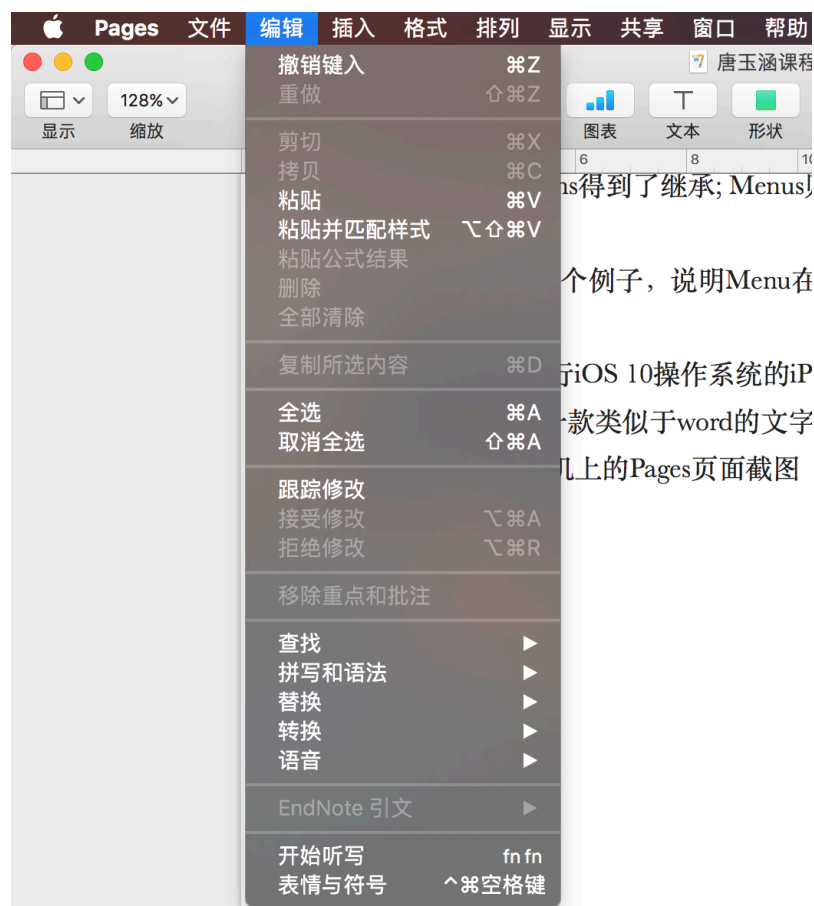 Pages 文件 编辑 插入 格式 排列 显示 共享 窗口 帮助
唐玉涵课程
128%
显示 缩放 图表 文本 形状
6 8 10
撤销键入 ⌘Z
重做 ⇧⌘Z
剪切 ⌘X
拷贝 ⌘C
粘贴 ⌘V
粘贴并匹配样式 ⌥⇧⌘V
粘贴公式结果
删除
全部清除
复制所选内容 ⌘D
全选 ⌘A
取消全选 ⇧⌘A
跟踪修改
接受修改 ⌥⌘A
拒绝修改 ⌥⌘R
移除重点和批注
查找 ▶
拼写和语法 ▶
替换 ▶
转换 ▶
语音 ▶
EndNote 引文 ▶
开始听写 fn fn
表情与符号 ^⌘空格键
ns得到了继承; Menus
个例子，说明Menu在
行iOS 10操作系统的iP
款类似于word的文字
机上的Pages页面截图